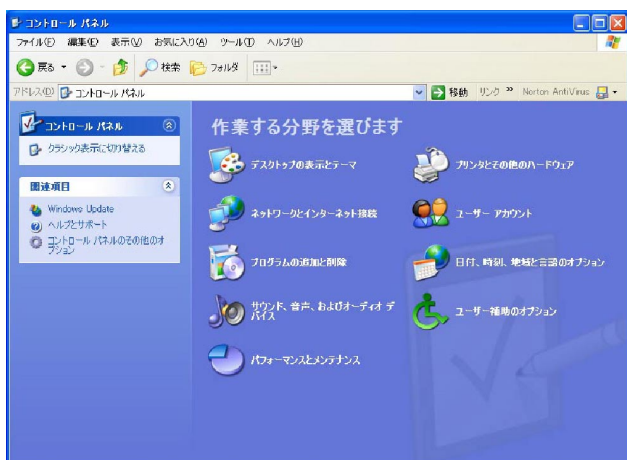 コントロール パネル
ファイル(F) 編集(E) 表示(V) お気に入り(A) ツール(T) ヘルプ(H)
戻る 検索 フォルダ
アドレス(D) コントロール パネル 移動 リンク » Norton AntiVirus
コントロール パネル
クラシック表示に切り替える
関連項目
Windows Update
ヘルプとサポート
コントロール パネルのその他のオ
プション
作業する分野を選びます
デスクトップの表示とテーマ
プリンタとその他のハードウェア
ネットワークとインターネット接続
ユーザー アカウント
プログラムの追加と削除
日付、時刻、地域と言語のオプション
サウンド、音声、およびオーディオ デ
バイス
ユーザー補助のオプション
パフォーマンスとメンテナンス